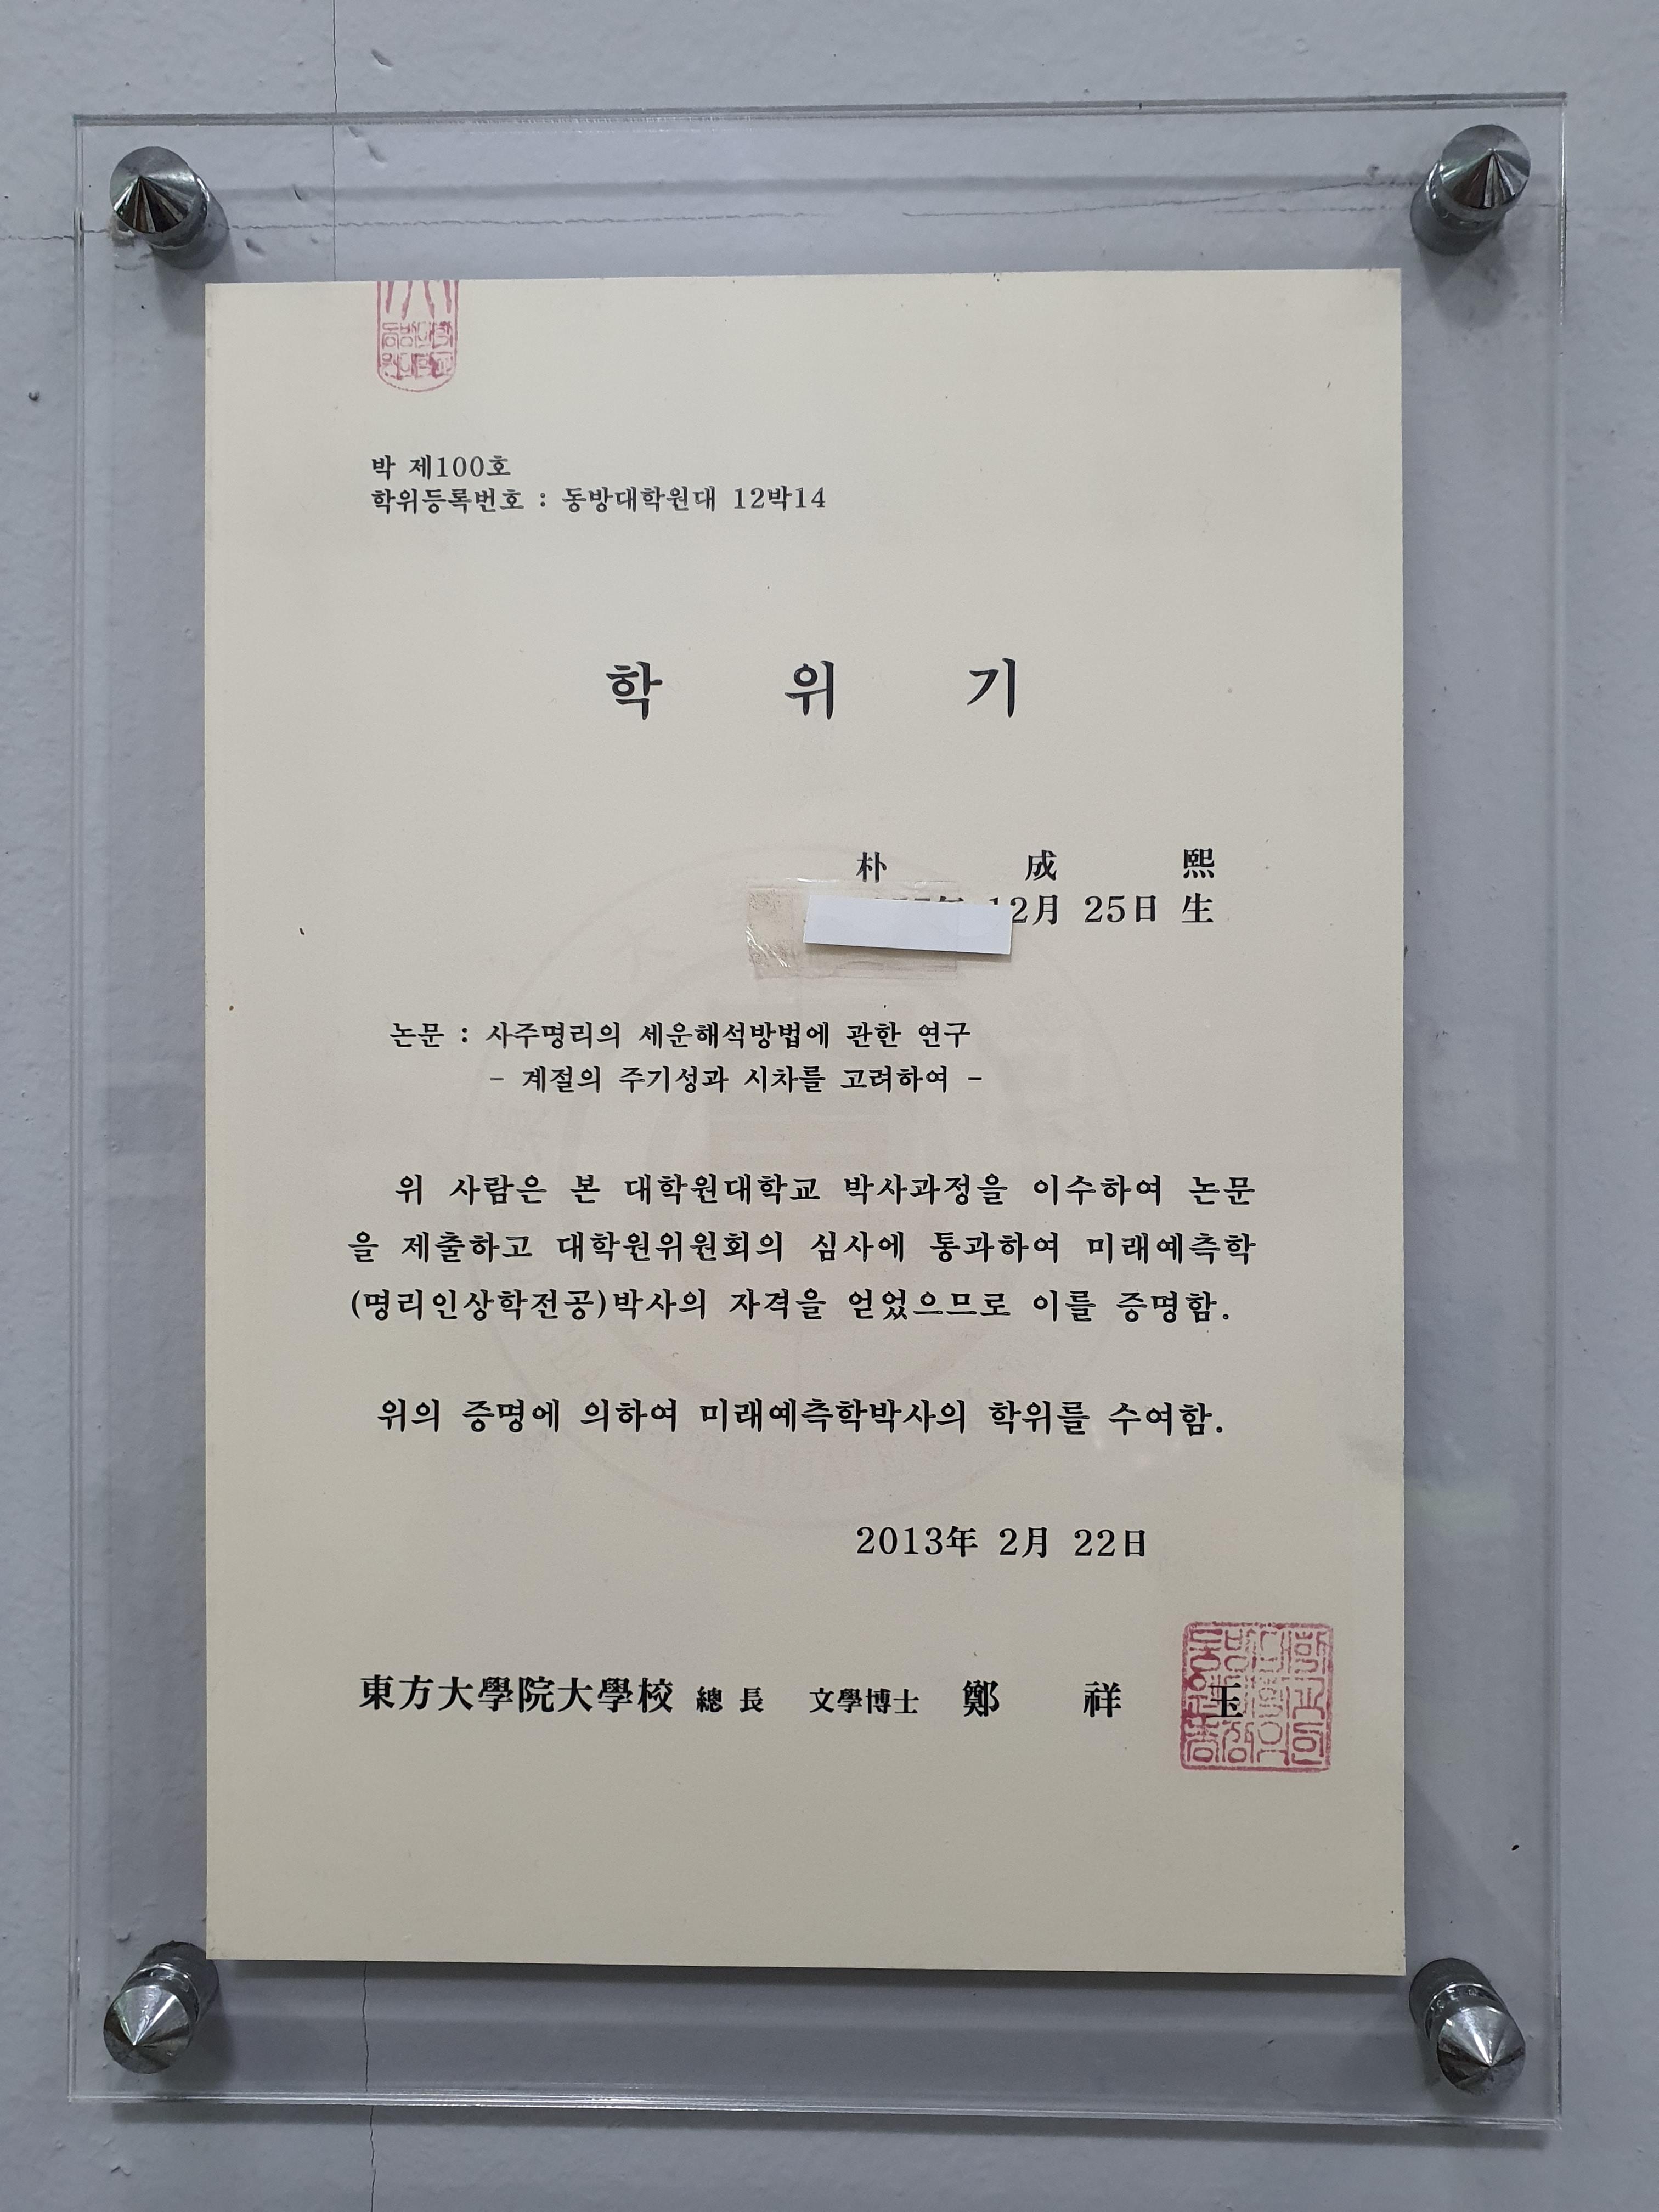 박 제100호
학위등록번호 : 동방대학원대 12박14
학 위 기
朴 成 熙
12月 25日 生
논문 : 사주명리의 세운해석방법에 관한 연구
- 계절의 주기성과 시차를 고려하여 -
위 사람은 본 대학원대학교 박사과정을 이수하여 논문
을 제출하고 대학원위원회의 심사에 통과하여 미래예측학
(명리인상학전공)박사의 자격을 얻었으므로 이를 증명함.
위의 증명에 의하여 미래예측학박사의 학위를 수여함.
2013年 2月 22日
東方大學院大學校 總 長 文學博士 鄭 祥 玉